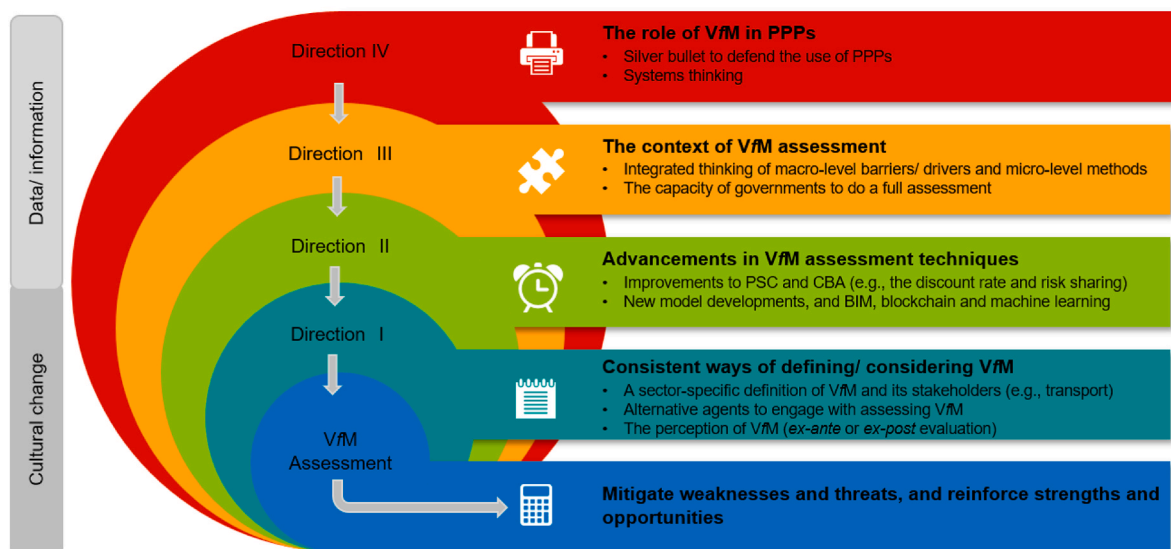 Data/ information
Cultural change
Direction IV
The role of VfM in PPPs
• Silver bullet to defend the use of PPPs
• Systems thinking
Direction III
The context of VfM assessment
• Integrated thinking of macro-level barriers/ drivers and micro-level methods
• The capacity of governments to do a full assessment
Direction II
Advancements in VfM assessment techniques
• Improvements to PSC and CBA (e.g., the discount rate and risk sharing)
• New model developments, and BIM, blockchain and machine learning
Direction I
Consistent ways of defining/ considering VfM
• A sector-specific definition of VfM and its stakeholders (e.g., transport)
• Alternative agents to engage with assessing VfM
• The perception of VfM (ex-ante or ex-post evaluation)
VfM
Assessment
Mitigate weaknesses and threats, and reinforce strengths and
opportunities